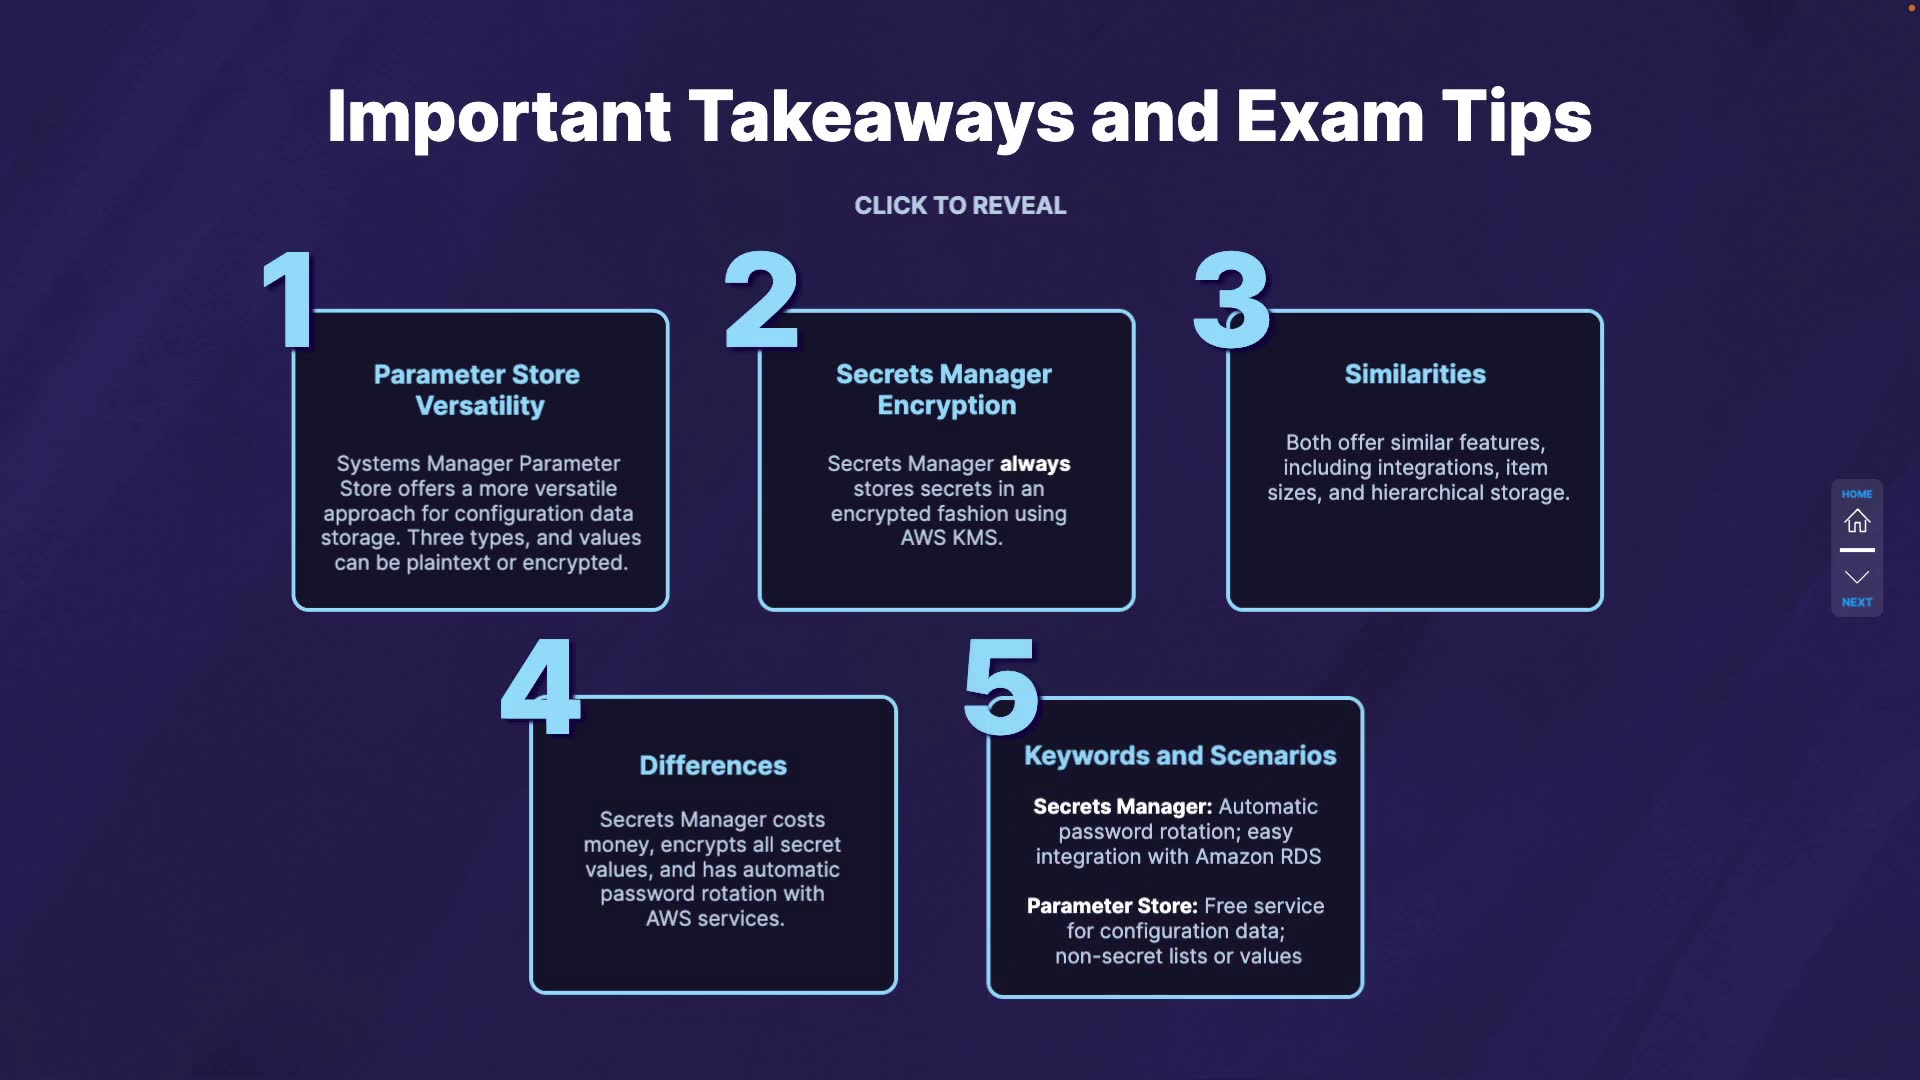 Important Takeaways and Exam Tips
CLICK TO REVEAL
1
Parameter Store
Versatility
Systems Manager Parameter
Store offers a more versatile
approach for configuration data
storage. Three types, and values
can be plaintext or encrypted.
2
Secrets Manager
Encryption
Secrets Manager always
stores secrets in an
encrypted fashion using
AWS KMS.
3
Similarities
Both offer similar features,
including integrations, item
sizes, and hierarchical storage.
HOME
NEXT
4
Differences
Secrets Manager costs
money, encrypts all secret
values, and has automatic
password rotation with
AWS services.
5
Keywords and Scenarios
Secrets Manager: Automatic
password rotation; easy
integration with Amazon RDS
Parameter Store: Free service
for configuration data;
non-secret lists or values